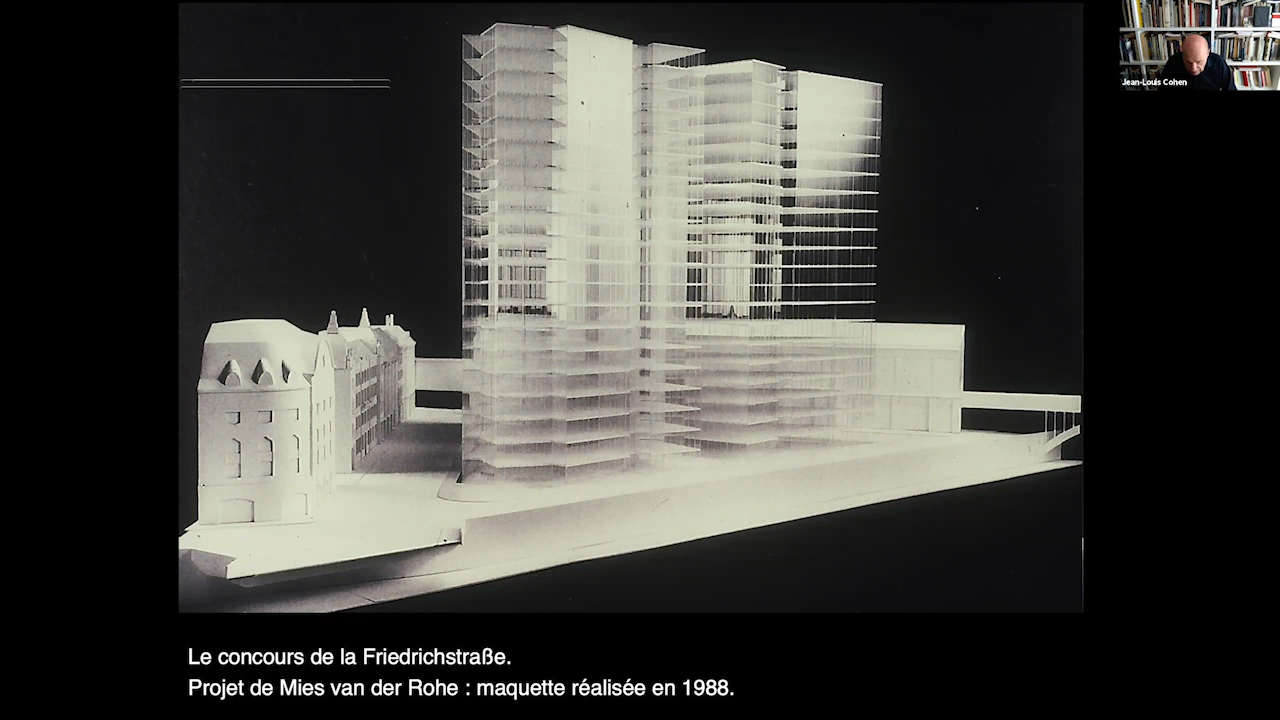 Jean-Louis Cohen
Le concours de la Friedrichstraße.
Projet de Mies van der Rohe : maquette réalisée en 1988.